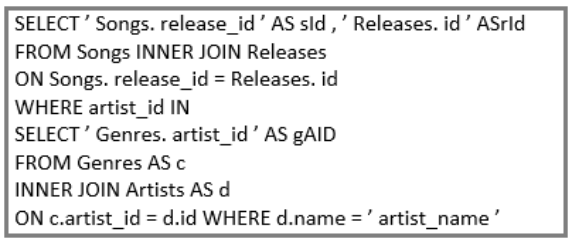 SELECT ’ Songs. release_id ’ AS sId , ’ Releases. id ’ ASrId
FROM Songs INNER JOIN Releases
ON Songs. release_id = Releases. id
WHERE artist_id IN
SELECT ’ Genres. artist_id ’ AS gAID
FROM Genres AS c
INNER JOIN Artists AS d
ON c.artist_id = d.id WHERE d.name = ’ artist_name ’